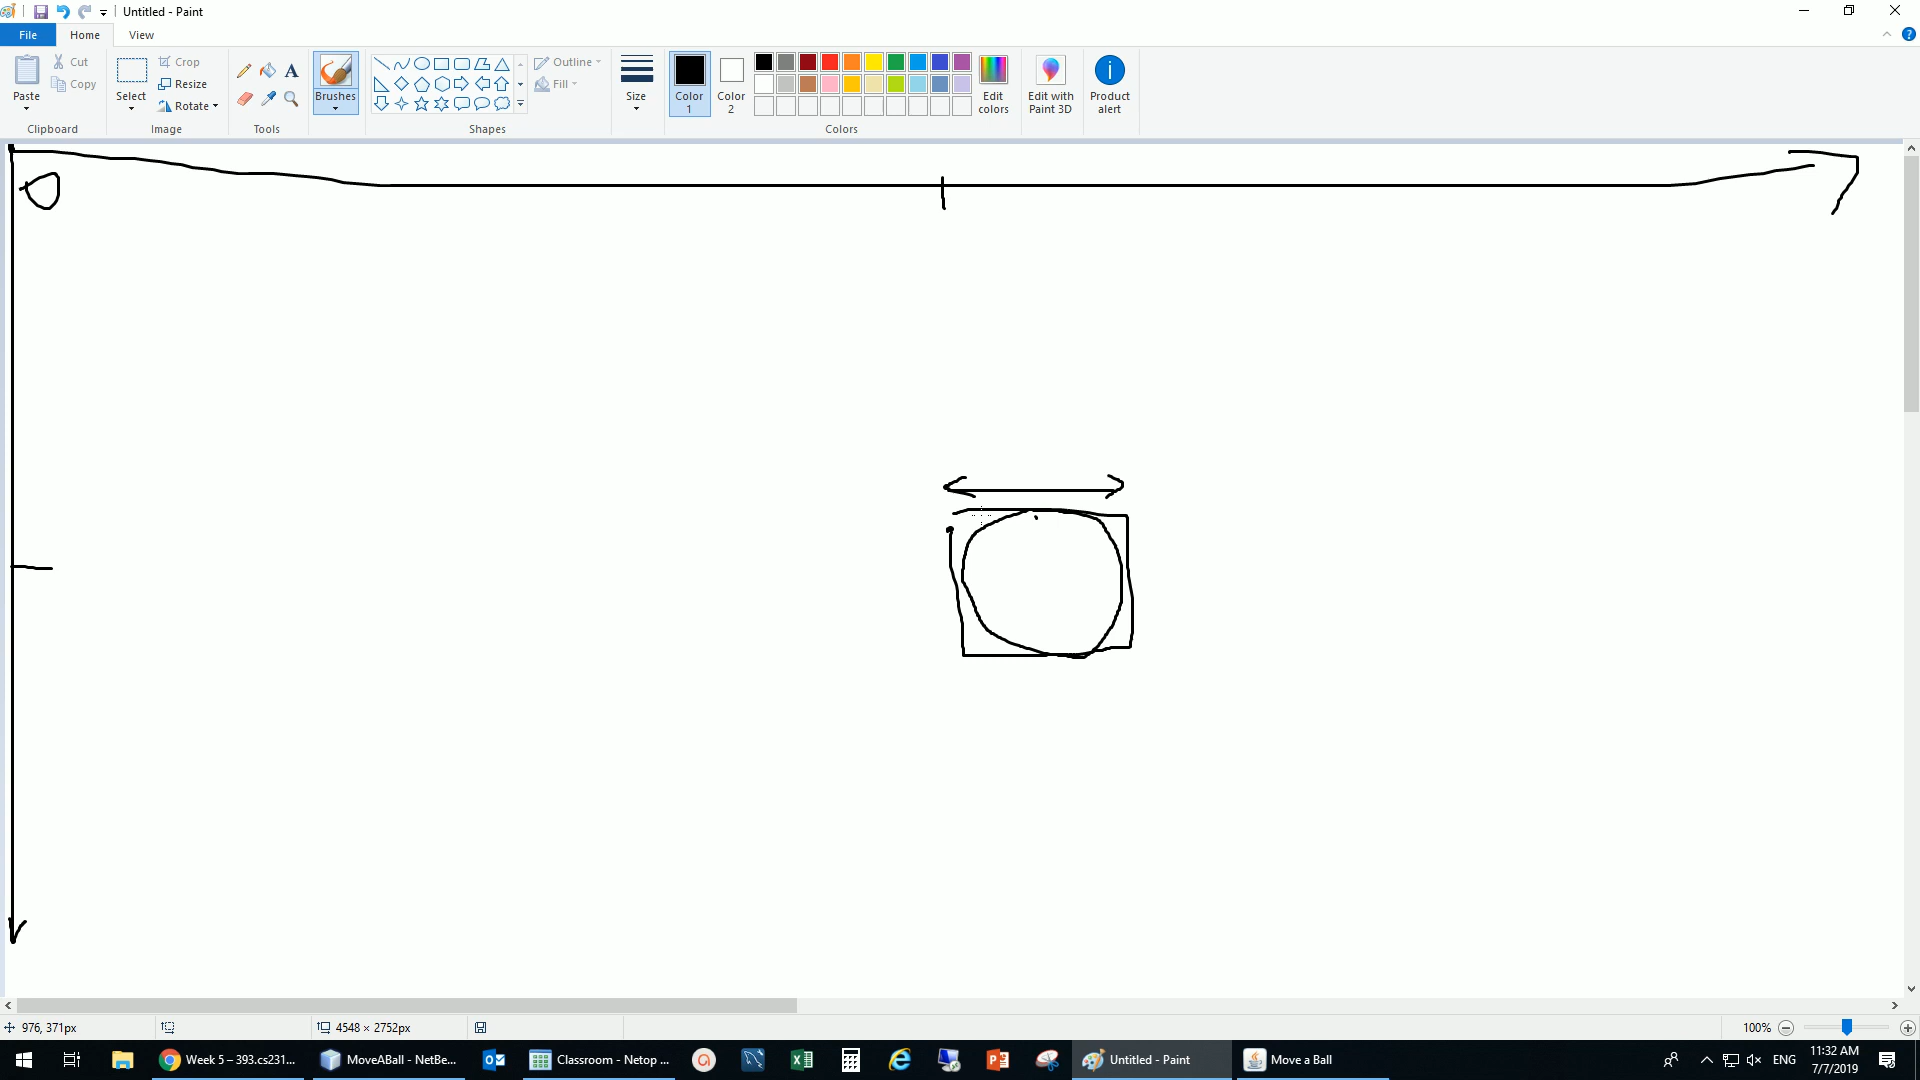 Untitled - Paint
File Home View
Paste
Cut
Copy
Clipboard
Select
Crop
Resize
Rotate
Image
A
Tools
Brushes
Shapes
Outline
Fill
Size
Color 1
Color 2
Colors
Edit colors
Edit with Paint 3D
Product alert
0
976, 371px
4548 × 2752px
100%
Week 5 – 393.cs231...
MoveABall - NetBe...
Classroom - Netop ...
Untitled - Paint
Move a Ball
ENG
11:32 AM
7/7/2019